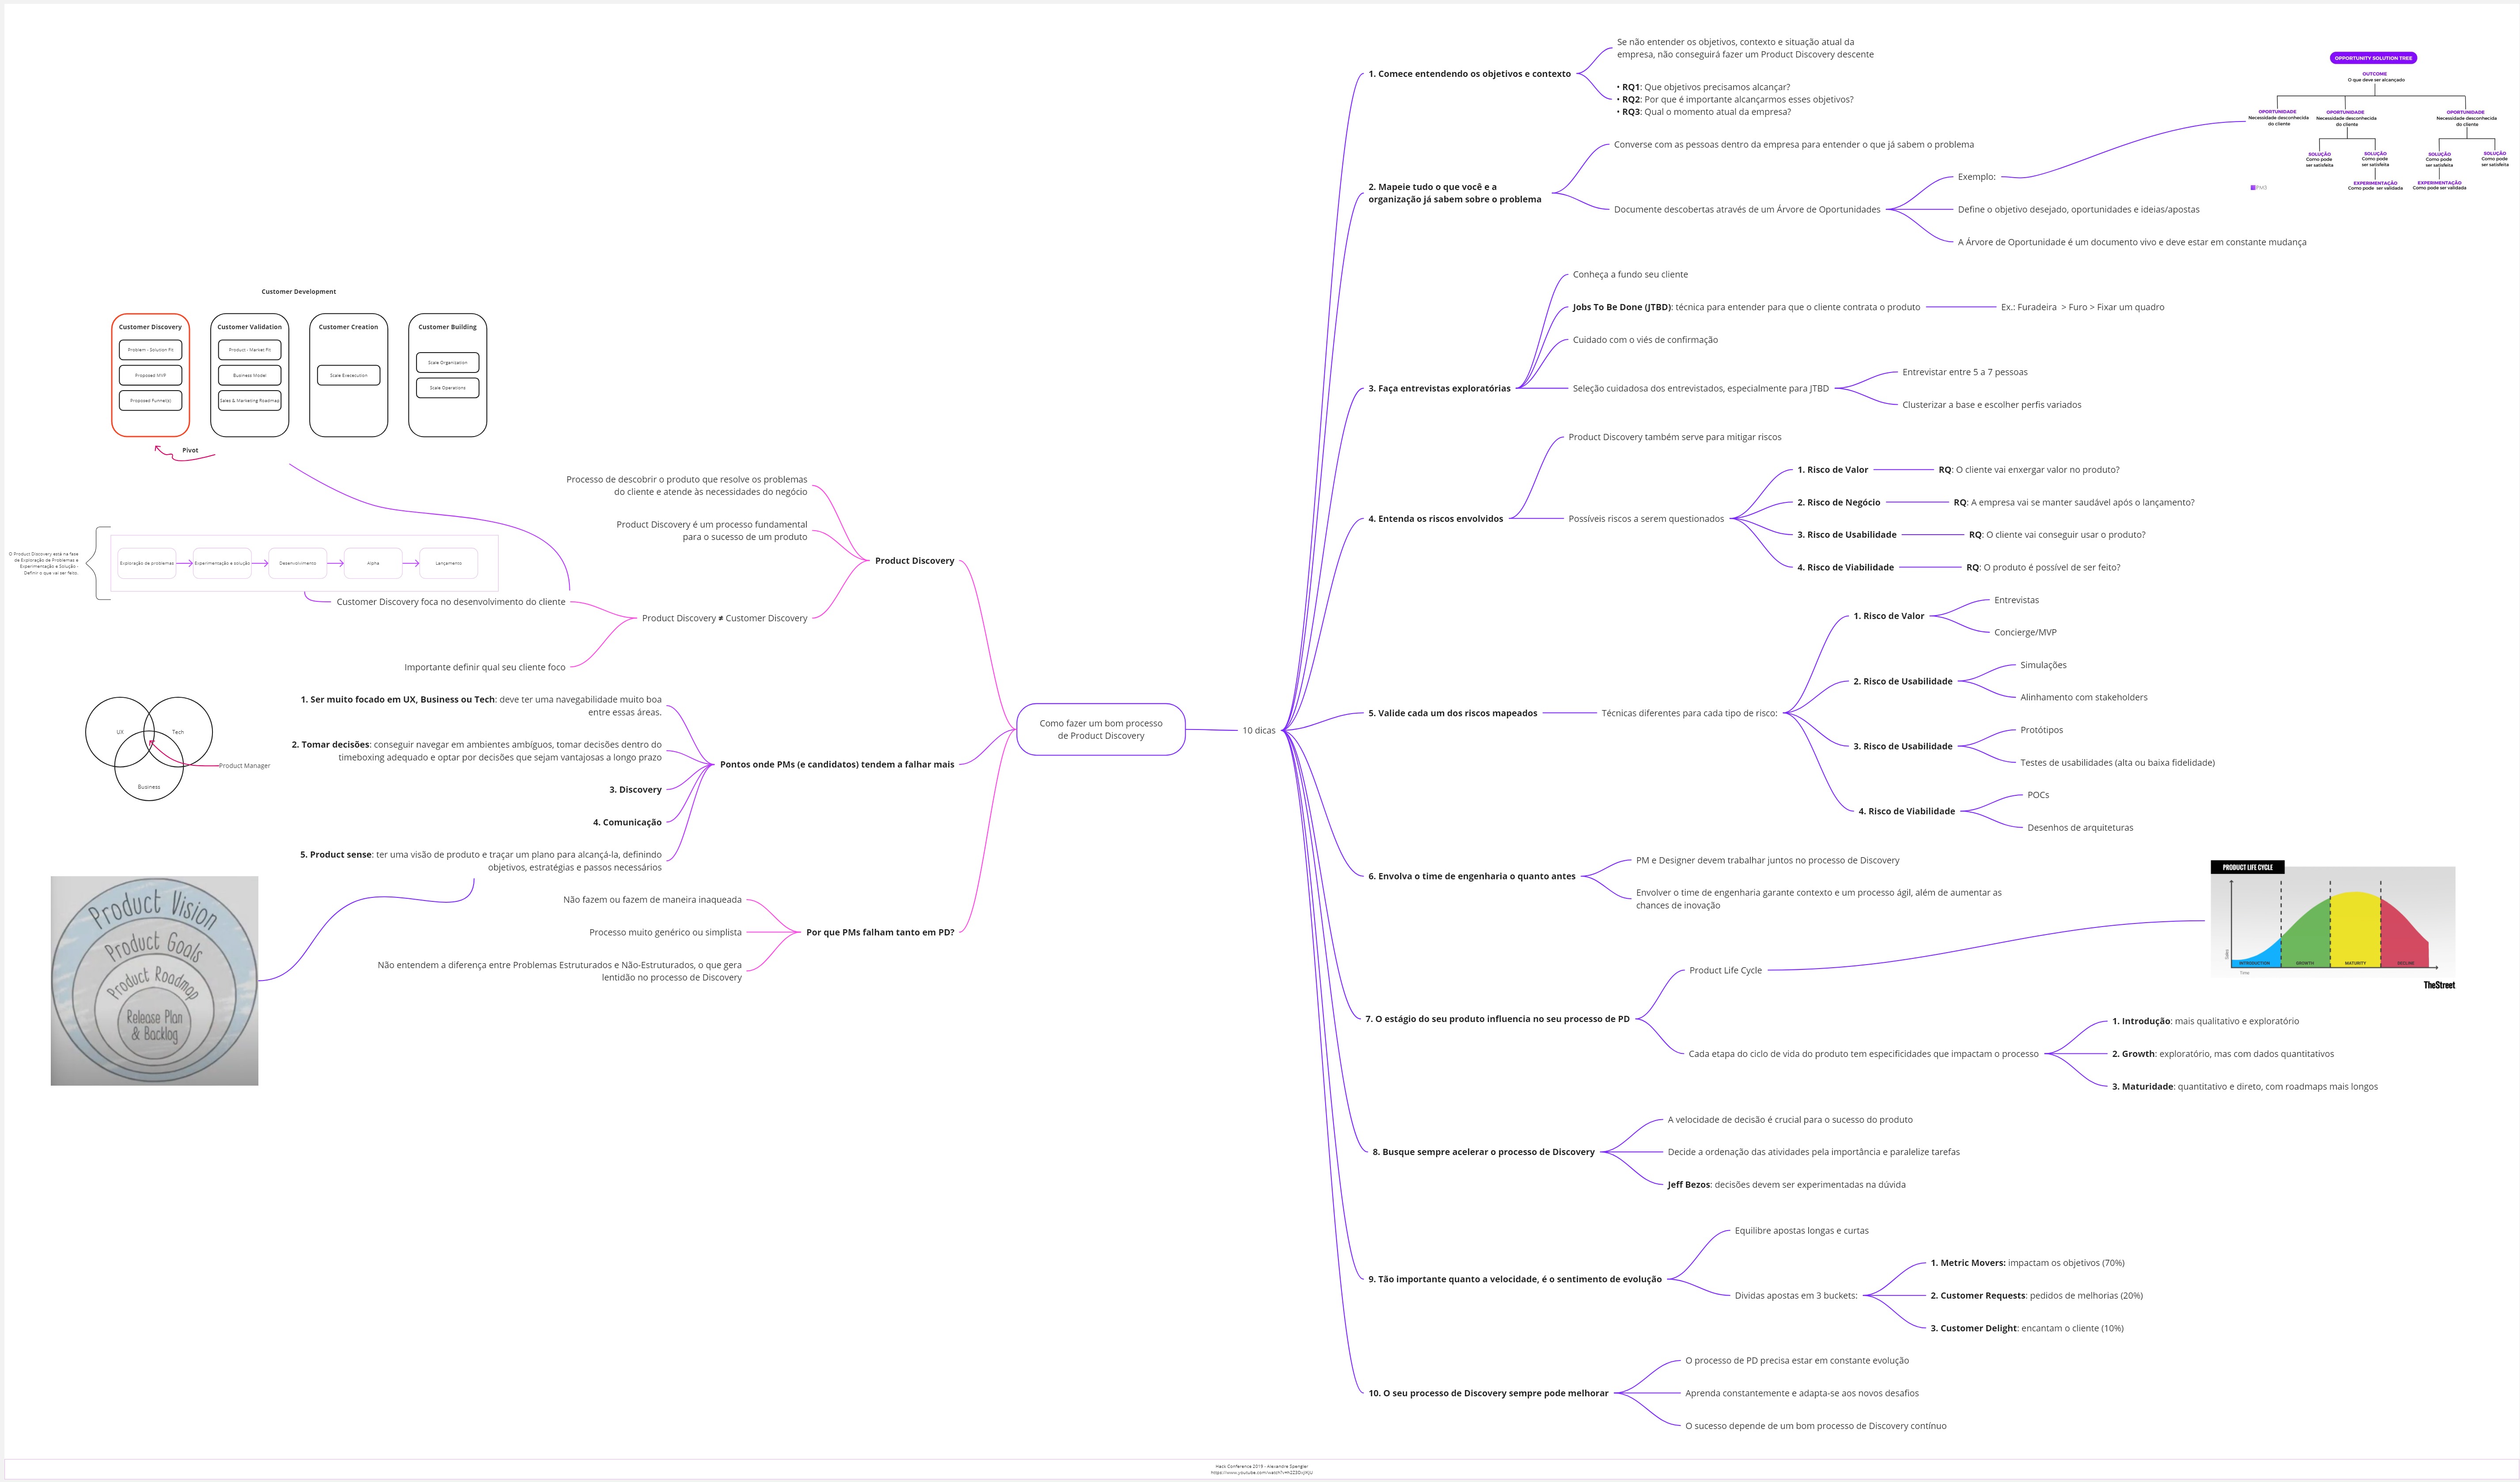 Como fazer um bom processo
de Product Discovery
Product Discovery
Processo de descobrir o produto que resolve os problemas
do cliente e atende às necessidades do negócio
Product Discovery é um processo fundamental
para o sucesso de um produto
Product Discovery ≠ Customer Discovery
Customer Discovery foca no desenvolvimento do cliente
Importante definir qual seu cliente foco
Customer Development
Customer Discovery
Problem - Solution Fit
Proposed MVP
Proposed Funnel(s)
Customer Validation
Product - Market Fit
Business Model
Sales & Marketing Roadmap
Customer Creation
Scale Excecution
Customer Building
Scale Organisation
Scale Operations
Pivot
O Product Discovery está na fase
de Exploração de Problemas e
Experimentação e Solução -
Definir o que vai ser feito.
Exploração de problemas
Experimentação e solução
Desenvolvimento
Alpha
Lançamento
Pontos onde PMs (e candidatos) tendem a falhar mais
1. Ser muito focado em UX, Business ou Tech: deve ter uma navegabilidade muito boa
entre essas áreas.
2. Tomar decisões: conseguir navegar em ambientes ambíguos, tomar decisões dentro do
timeboxing adequado e optar por decisões que sejam vantajosas a longo prazo
3. Discovery
4. Comunicação
5. Product sense: ter uma visão de produto e traçar um plano para alcançá-la, definindo
objetivos, estratégias e passos necessários
UX
Tech
Business
Product Manager
Product Vision
Product Goals
Product Roadmap
Release Plan
& Backlog
Por que PMs falham tanto em PD?
Não fazem ou fazem de maneira inaqueada
Processo muito genérico ou simplista
Não entendem a diferença entre Problemas Estruturados e Não-Estruturados, o que gera
lentidão no processo de Discovery
10 dicas
1. Comece entendendo os objetivos e contexto
Se não entender os objetivos, contexto e situação atual da
empresa, não conseguirá fazer um Product Discovery descente
• RQ1: Que objetivos precisamos alcançar?
• RQ2: Por que é importante alcançarmos esses objetivos?
• RQ3: Qual o momento atual da empresa?
2. Mapeie tudo o que você e a
organização já sabem sobre o problema
Converse com as pessoas dentro da empresa para entender o que já sabem o problema
Documente descobertas através de um Árvore de Oportunidades
Exemplo:
Define o objetivo desejado, oportunidades e ideias/apostas
A Árvore de Oportunidade é um documento vivo e deve estar em constante mudança
OPPORTUNITY SOLUTION TREE
OUTCOME
O que deve ser alcançado
OPORTUNIDADE
Necessidade desconhecida
do cliente
OPORTUNIDADE
Necessidade desconhecida
do cliente
OPORTUNIDADE
Necessidade desconhecida
do cliente
SOLUÇÃO
Como pode
ser satisfeita
SOLUÇÃO
Como pode
ser satisfeita
SOLUÇÃO
Como pode
ser satisfeita
SOLUÇÃO
Como pode
ser satisfeita
EXPERIMENTAÇÃO
Como pode ser validada
EXPERIMENTAÇÃO
Como pode ser validada
PM3
3. Faça entrevistas exploratórias
Conheça a fundo seu cliente
Jobs To Be Done (JTBD): técnica para entender para que o cliente contrata o produto
Ex.: Furadeira > Furo > Fixar um quadro
Cuidado com o viés de confirmação
Seleção cuidadosa dos entrevistados, especialmente para JTBD
Entrevistar entre 5 a 7 pessoas
Clusterizar a base e escolher perfis variados
4. Entenda os riscos envolvidos
Product Discovery também serve para mitigar riscos
Possíveis riscos a serem questionados
1. Risco de Valor
RQ: O cliente vai enxergar valor no produto?
2. Risco de Negócio
RQ: A empresa vai se manter saudável após o lançamento?
3. Risco de Usabilidade
RQ: O cliente vai conseguir usar o produto?
4. Risco de Viabilidade
RQ: O produto é possível de ser feito?
5. Valide cada um dos riscos mapeados
Técnicas diferentes para cada tipo de risco:
1. Risco de Valor
Entrevistas
Concierge/MVP
2. Risco de Usabilidade
Simulações
Alinhamento com stakeholders
3. Risco de Usabilidade
Protótipos
Testes de usabilidades (alta ou baixa fidelidade)
4. Risco de Viabilidade
POCs
Desenhos de arquiteturas
6. Envolva o time de engenharia o quanto antes
PM e Designer devem trabalhar juntos no processo de Discovery
Envolver o time de engenharia garante contexto e um processo ágil, além de aumentar as
chances de inovação
7. O estágio do seu produto influencia no seu processo de PD
Product Life Cycle
PRODUCT LIFE CYCLE
Sales
INTRODUCTION
GROWTH
MATURITY
DECLINE
Time
TheStreet
Cada etapa do ciclo de vida do produto tem especificidades que impactam o processo
1. Introdução: mais qualitativo e exploratório
2. Growth: exploratório, mas com dados quantitativos
3. Maturidade: quantitativo e direto, com roadmaps mais longos
8. Busque sempre acelerar o processo de Discovery
A velocidade de decisão é crucial para o sucesso do produto
Decide a ordenação das atividades pela importância e paralelize tarefas
Jeff Bezos: decisões devem ser experimentadas na dúvida
9. Tão importante quanto a velocidade, é o sentimento de evolução
Equilibre apostas longas e curtas
Dividas apostas em 3 buckets:
1. Metric Movers: impactam os objetivos (70%)
2. Customer Requests: pedidos de melhorias (20%)
3. Customer Delight: encantam o cliente (10%)
10. O seu processo de Discovery sempre pode melhorar
O processo de PD precisa estar em constante evolução
Aprenda constantemente e adapta-se aos novos desafios
O sucesso depende de um bom processo de Discovery contínuo
Hack Conference 2019 - Alexandre Spengler